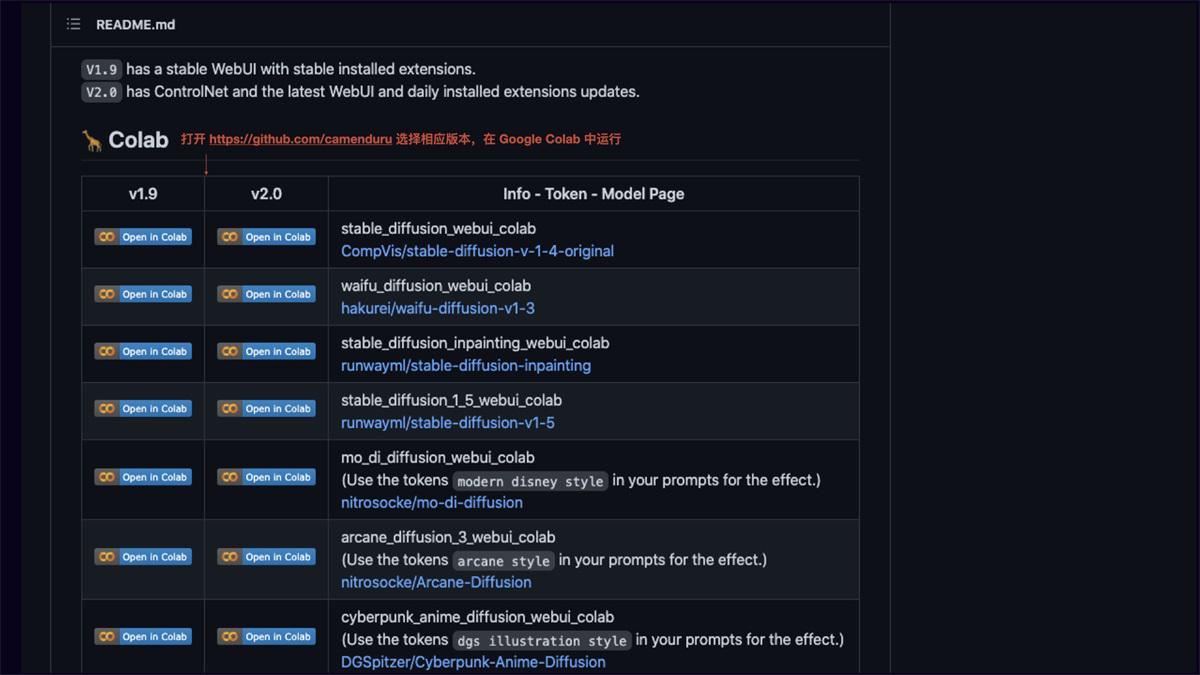 README.md
V1.9 has a stable WebUI with stable installed extensions.
V2.0 has ControlNet and the latest WebUI and daily installed extensions updates.
Colab 打开 https://github.com/camenduru 选择相应版本，在 Google Colab 中运行
v1.9 v2.0 Info - Token - Model Page
Open in Colab Open in Colab stable_diffusion_webui_colab
CompVis/stable-diffusion-v-1-4-original
Open in Colab Open in Colab waifu_diffusion_webui_colab
hakurei/waifu-diffusion-v1-3
Open in Colab Open in Colab stable_diffusion_inpainting_webui_colab
runwayml/stable-diffusion-inpainting
Open in Colab Open in Colab stable_diffusion_1_5_webui_colab
runwayml/stable-diffusion-v1-5
mo_di_diffusion_webui_colab
Open in Colab Open in Colab (Use the tokens modern disney style in your prompts for the effect.)
nitrosocke/mo-di-diffusion
arcane_diffusion_3_webui_colab
Open in Colab Open in Colab (Use the tokens arcane style in your prompts for the effect.)
nitrosocke/Arcane-Diffusion
cyberpunk_anime_diffusion_webui_colab
Open in Colab Open in Colab (Use the tokens dgs illustration style in your prompts for the effect.)
DGSpitzer/Cyberpunk-Anime-Diffusion